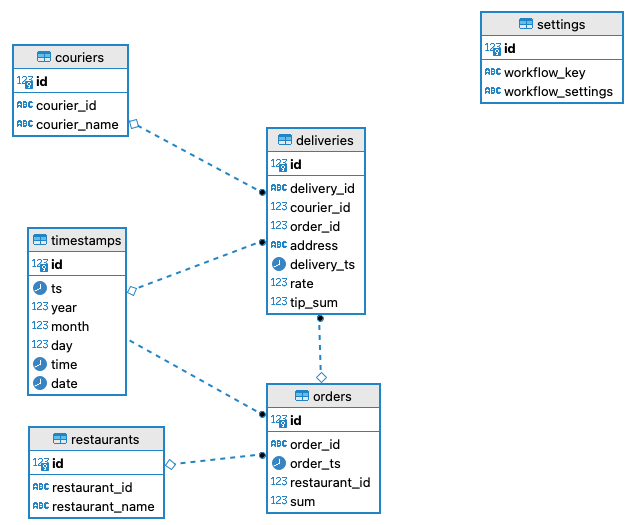 settings
123 id
ABC workflow_key
ABC workflow_settings
couriers
123 id
ABC courier_id
ABC courier_name
deliveries
123 id
ABC delivery_id
123 courier_id
123 order_id
ABC address
delivery_ts
123 rate
123 tip_sum
timestamps
123 id
ts
123 year
123 month
123 day
time
date
orders
123 id
ABC order_id
order_ts
123 restaurant_id
123 sum
restaurants
123 id
ABC restaurant_id
ABC restaurant_name